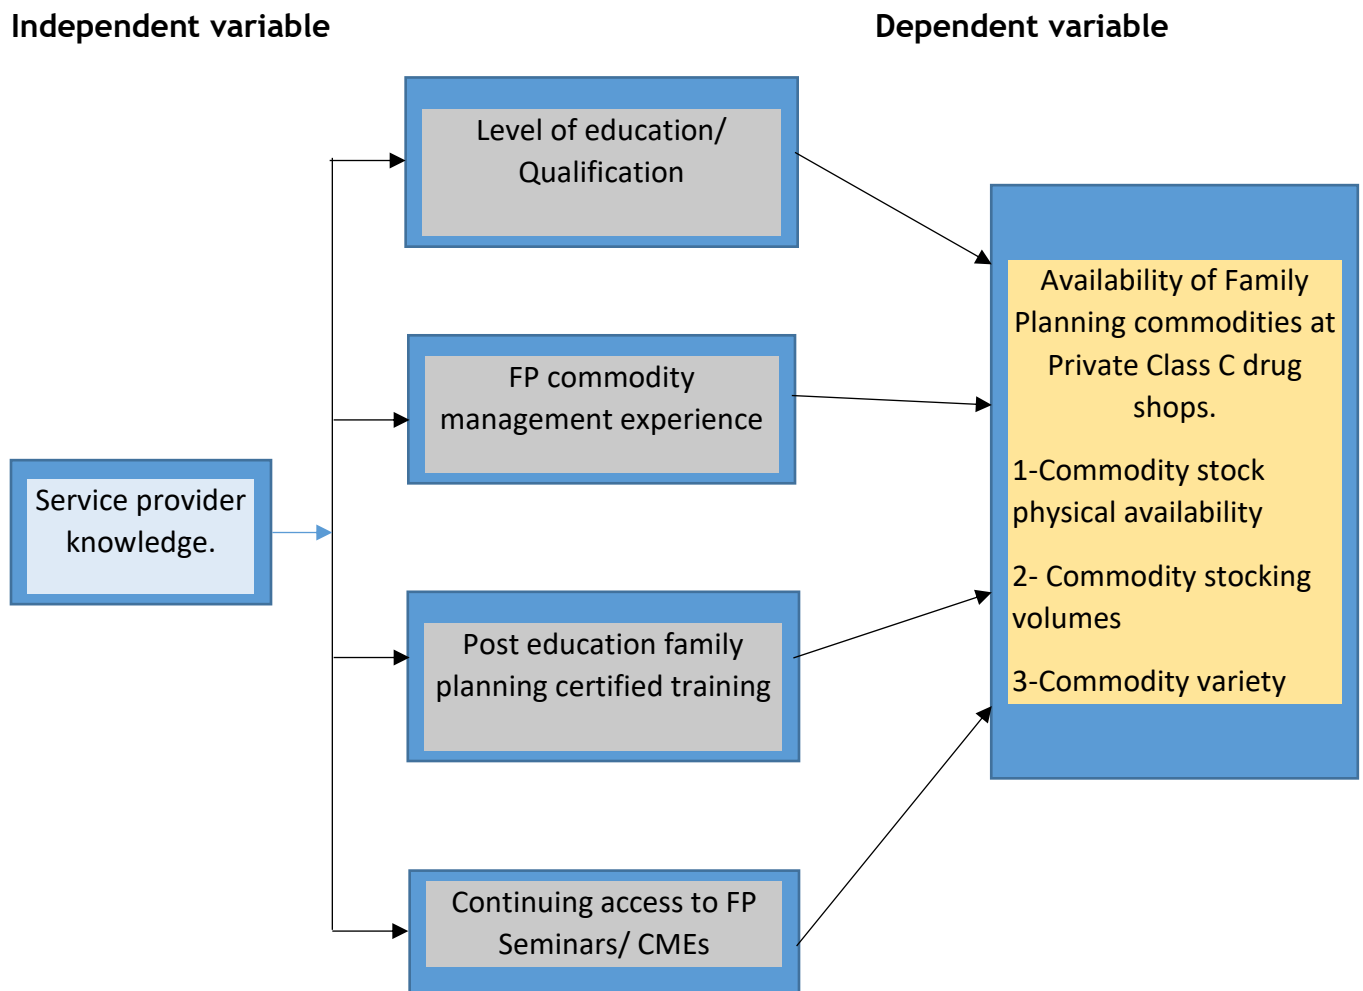 Independent variable
Dependent variable
Level of education/
Qualification
FP commodity
management experience
Service provider
knowledge.
Post education family
planning certified training
Continuing access to FP
Seminars/ CMEs
Availability of Family
Planning commodities at
Private Class C drug
shops.
1-Commodity stock
physical availability
2- Commodity stocking
volumes
3-Commodity variety